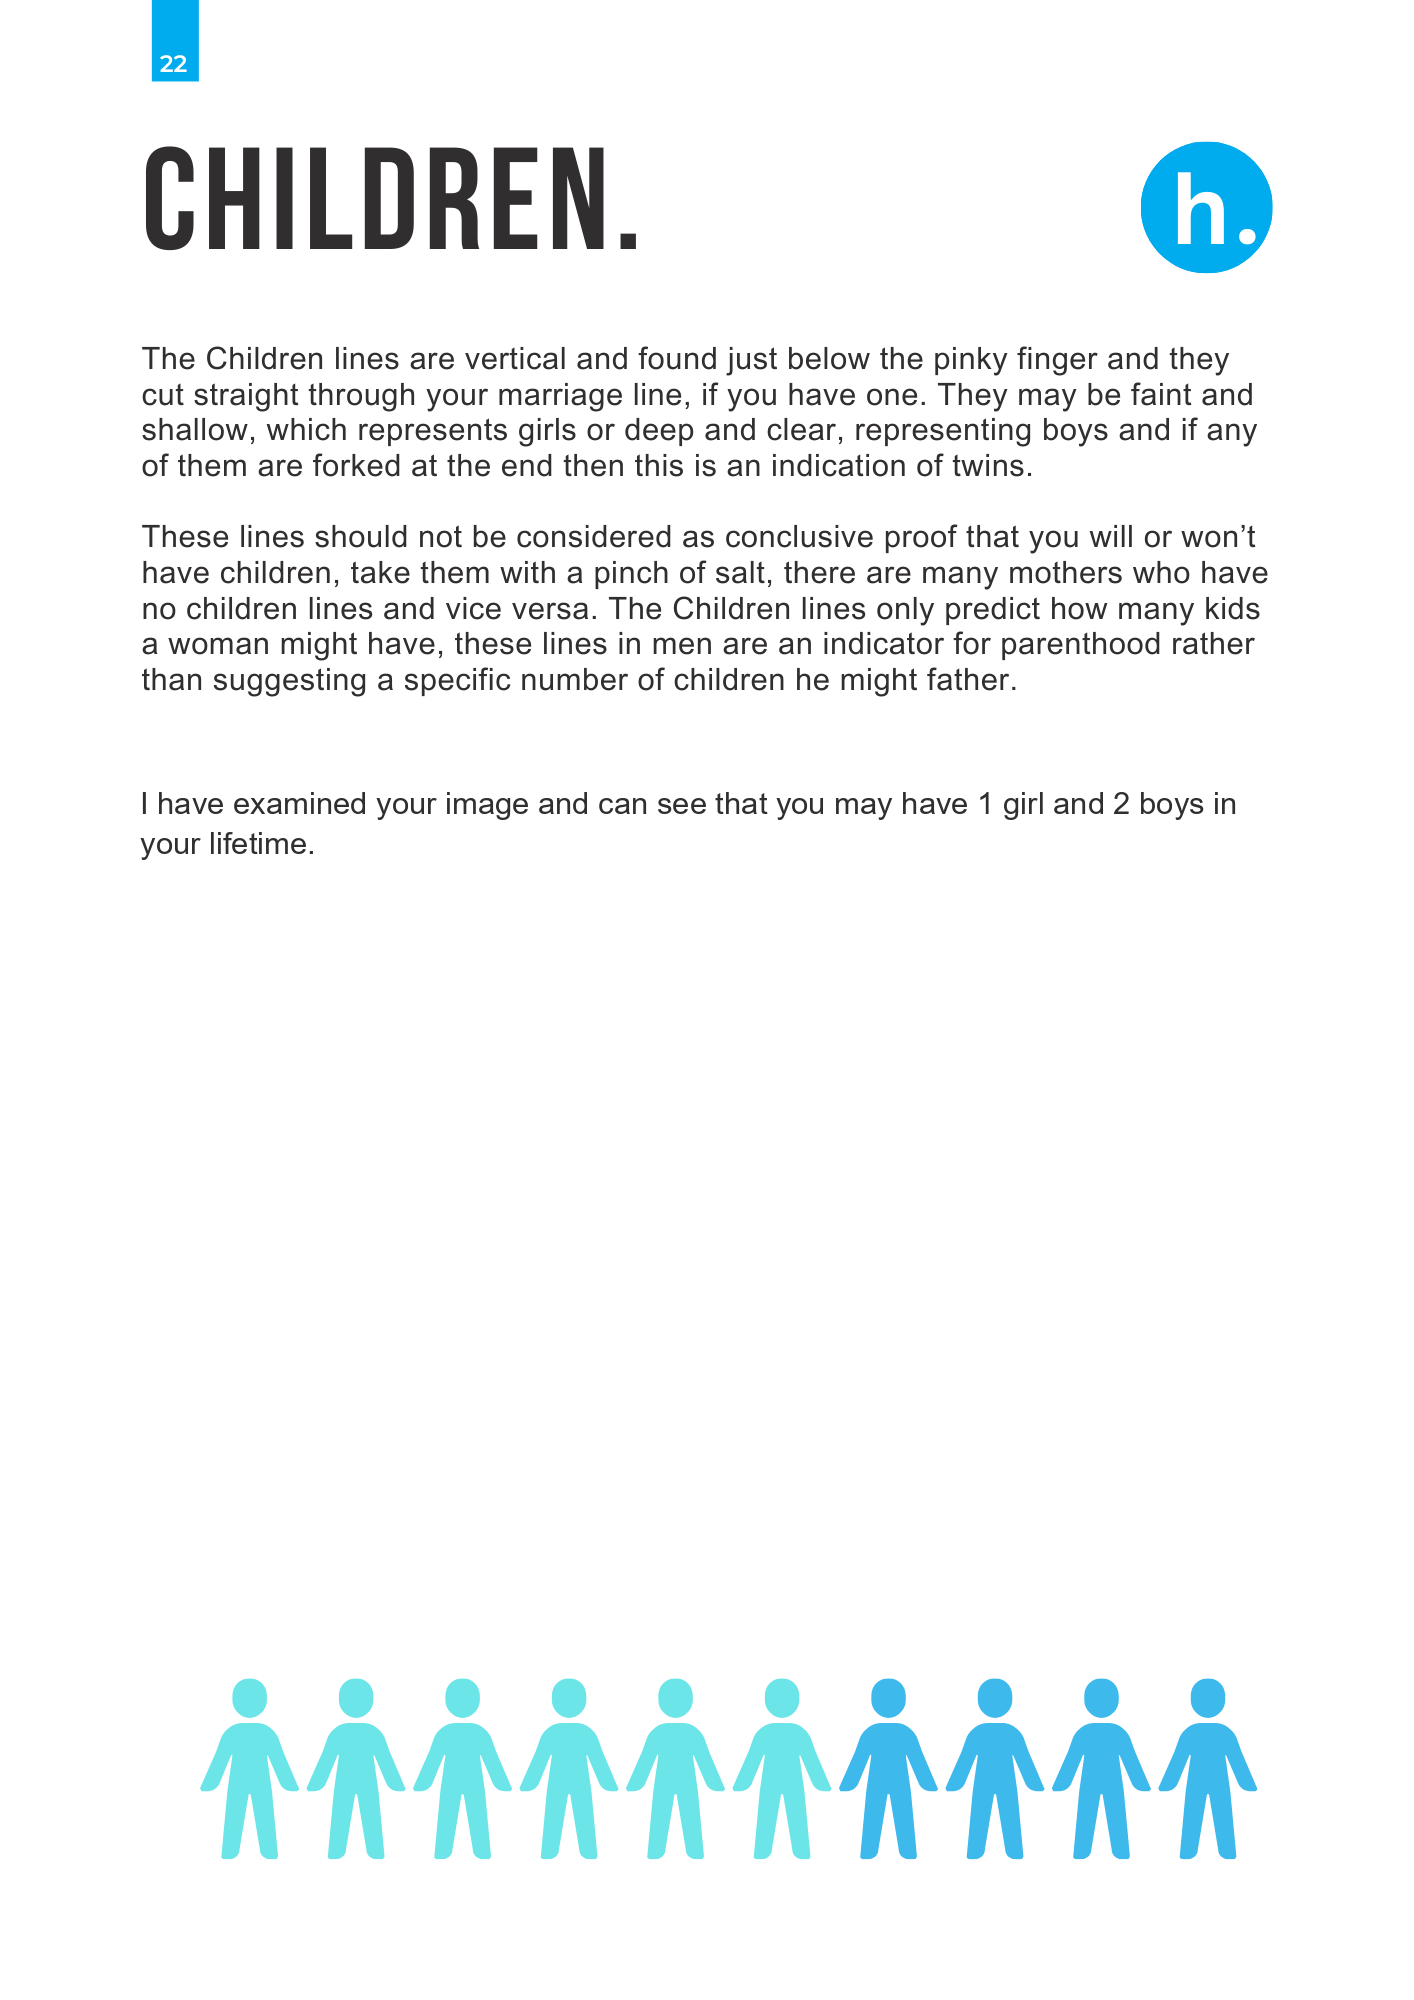 22
CHILDREN.
h.
The Children lines are vertical and found just below the pinky finger and they
cut straight through your marriage line, if you have one. They may be faint and
shallow, which represents girls or deep and clear, representing boys and if any
of them are forked at the end then this is an indication of twins.
These lines should not be considered as conclusive proof that you will or won’t
have children, take them with a pinch of salt, there are many mothers who have
no children lines and vice versa. The Children lines only predict how many kids
a woman might have, these lines in men are an indicator for parenthood rather
than suggesting a specific number of children he might father.
I have examined your image and can see that you may have 1 girl and 2 boys in
your lifetime.